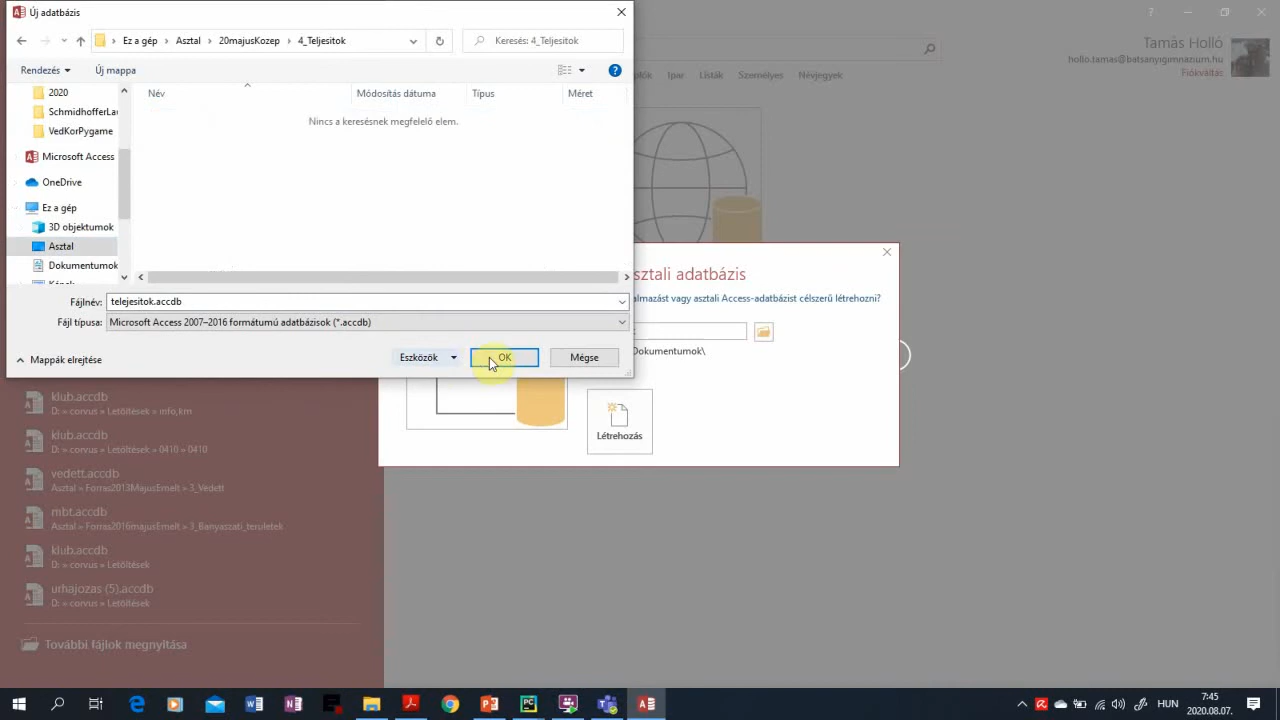 Új adatbázis
Ez a gép > Asztal > 20majusKozep > 4_Teljesitok
Keresés: 4_Teljesitok
Rendezés
Új mappa
Név
Módosítás dátuma
Típus
Méret
Nincs a keresésnek megfelelő elem.
2020
SchmidhofferLa
VedKorPygame
Microsoft Access
OneDrive
Ez a gép
3D objektumok
Asztal
Dokumentumok
Fájlnév:
telejesitok.accdb
Fájl típusa:
Microsoft Access 2007–2016 formátumú adatbázisok (*.accdb)
Mappák elrejtése
Eszközök
OK
Mégse
Tamás Holló
hollo.tamas@batsanyigimnazium.hu
Fiókváltás
Ipar
Listák
Személyes
Névjegyek
sztali adatbázis
almazást vagy asztali Access-adatbázist célszerű létrehozni?
Dokumentumok\
Létrehozás
klub.accdb
D: » corvus » Letöltések » info,km
klub.accdb
D: » corvus » Letöltések » 0410 » 0410
vedett.accdb
Asztal » Forras2013MajusEmelt » 3_Vedett
mbt.accdb
Asztal » Forras2016majusEmelt » 3_Banyaszati_teruletek
klub.accdb
D: » corvus » Letöltések
urhajozas (5).accdb
D: » corvus » Letöltések
További fájlok megnyitása
HUN
7:45
2020.08.07.